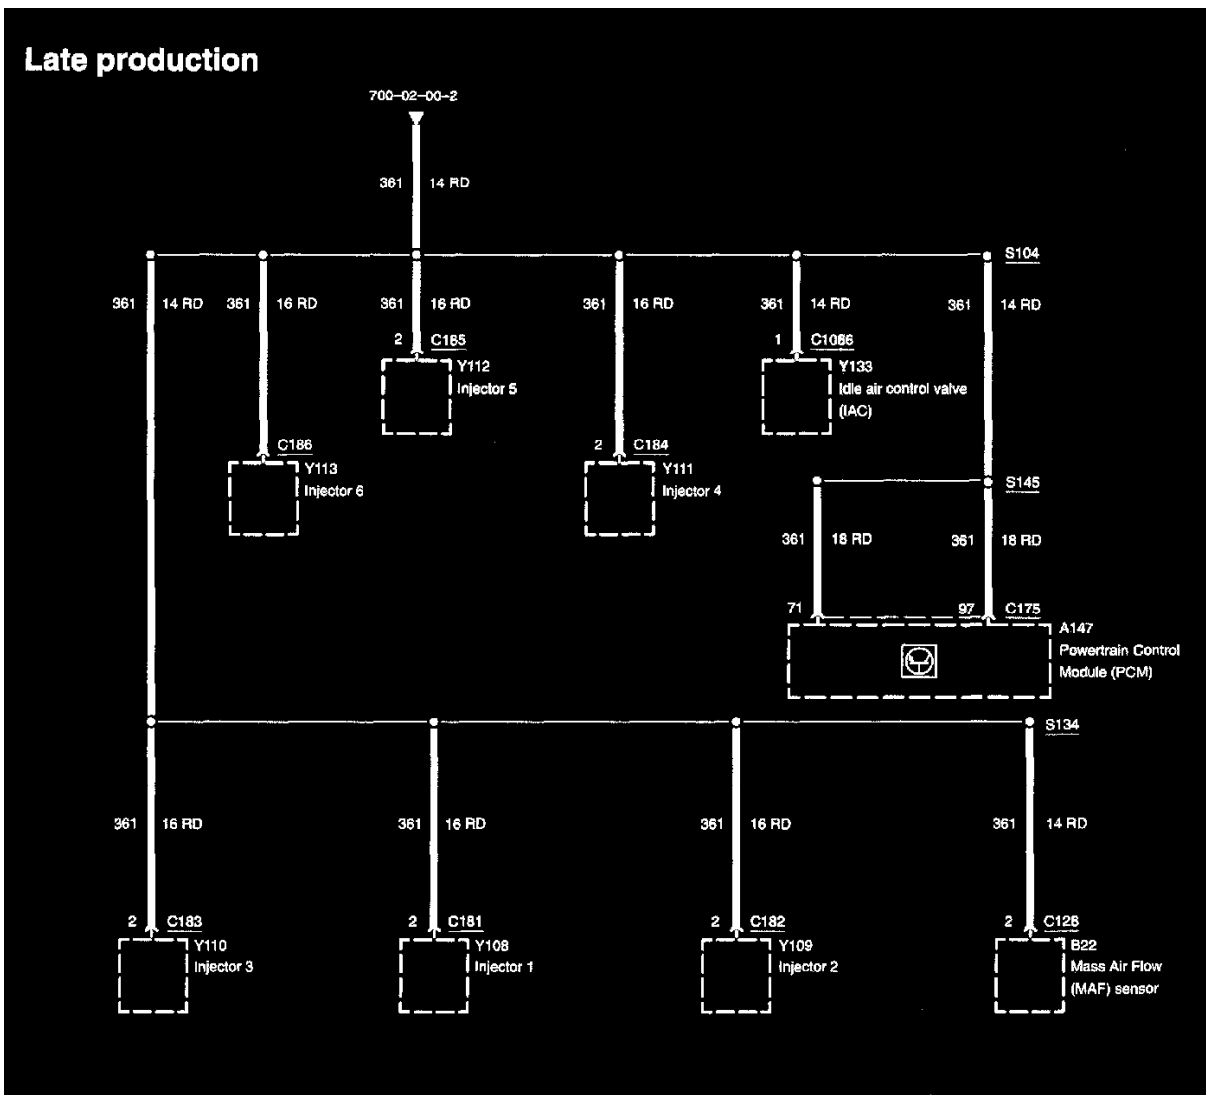 Late production
700-02-00-2
361 14 RD
S104
361 14 RD 361 16 RD 361 16 RD 361 16 RD 361 14 RD 361 14 RD
2 C185 1 C1086
Y112 Y133
Injector 5 Idle air control valve
(IAC)
C186 2 C184
Y113 Y111
Injector 6 Injector 4
S145
361 18 RD 361 18 RD
71 97 C175
A147
Powertrain Control
Module (PCM)
S134
361 16 RD 361 16 RD 361 16 RD 361 14 RD
2 C183 2 C181 2 C182 2 C128
Y110 Y108 Y109 B22
Injector 3 Injector 1 Injector 2 Mass Air Flow
(MAF) sensor